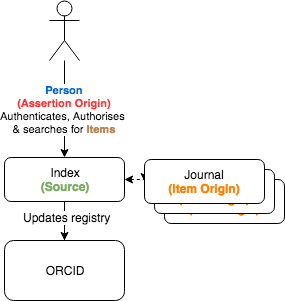 Person
(Assertion Origin)
Authenticates, Authorises
& searches for Items
Index
(Source)
Journal
(Item Origin)
Updates registry
ORCID